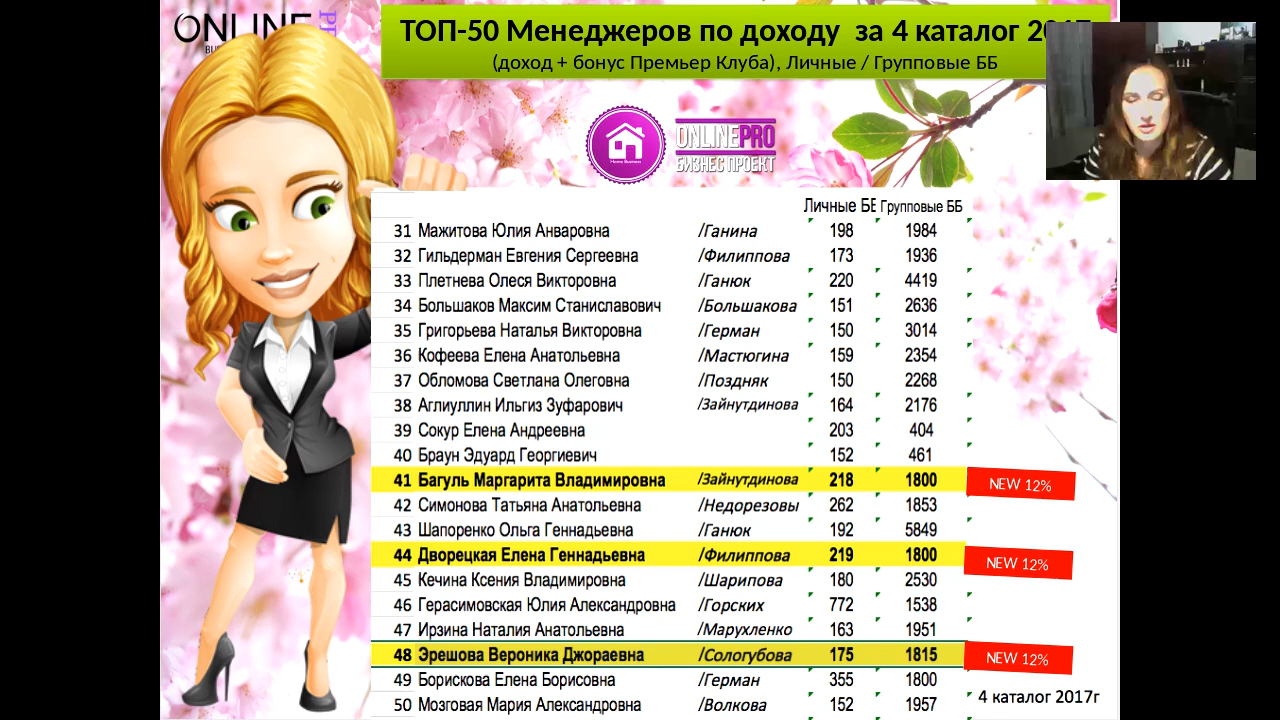 ONLINE
ТОП-50 Менеджеров по доходу за 4 каталог
(доход + бонус Премьер Клуба), Личные / Групповые ББ
Home Business
ONLINEPRO
БИЗНЕС ПРОЕКТ
Личные ББ Групповые ББ
31 Мажитова Юлия Анваровна /Ганина 198 1984
32 Гильдерман Евгения Сергеевна /Филиппова 173 1936
33 Плетнева Олеся Викторовна /Ганюк 220 4419
34 Большаков Максим Станиславович /Большакова 151 2636
35 Григорьева Наталья Викторовна /Герман 150 3014
36 Кофеева Елена Анатольевна /Мастюгина 159 2354
37 Обломова Светлана Олеговна /Поздняк 150 2268
38 Аглиуллин Ильгиз Зуфарович /Зайнутдинова 164 2176
39 Сокур Елена Андреевна 203 404
40 Браун Эдуард Георгиевич 152 461
41 Багуль Маргарита Владимировна /Зайнутдинова 218 1800 NEW 12%
42 Симонова Татьяна Анатольевна /Недорезовы 262 1853
43 Шапоренко Ольга Геннадьевна /Ганюк 192 5849
44 Дворецкая Елена Геннадьевна /Филиппова 219 1800 NEW 12%
45 Кечина Ксения Владимировна /Шарипова 180 2530
46 Герасимовская Юлия Александровна /Горских 772 1538
47 Ирзина Наталия Анатольевна /Марухленко 163 1951
48 Эрешова Вероника Джораевна /Сологубова 175 1815 NEW 12%
49 Борискова Елена Борисовна /Герман 355 1800
50 Мозговая Мария Александровна /Волкова 152 1957
4 каталог 2017г